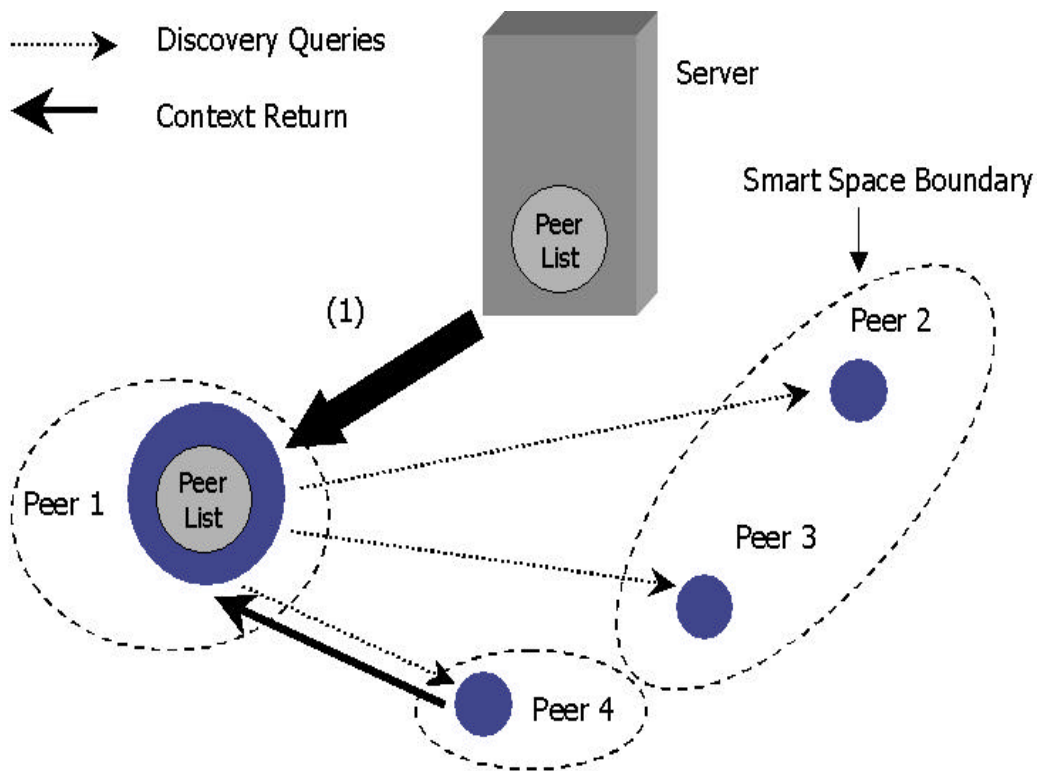 Discovery Queries
Context Return
Server
Smart Space Boundary
Peer
List
(1)
Peer 2
Peer 1
Peer
List
Peer 3
Peer 4